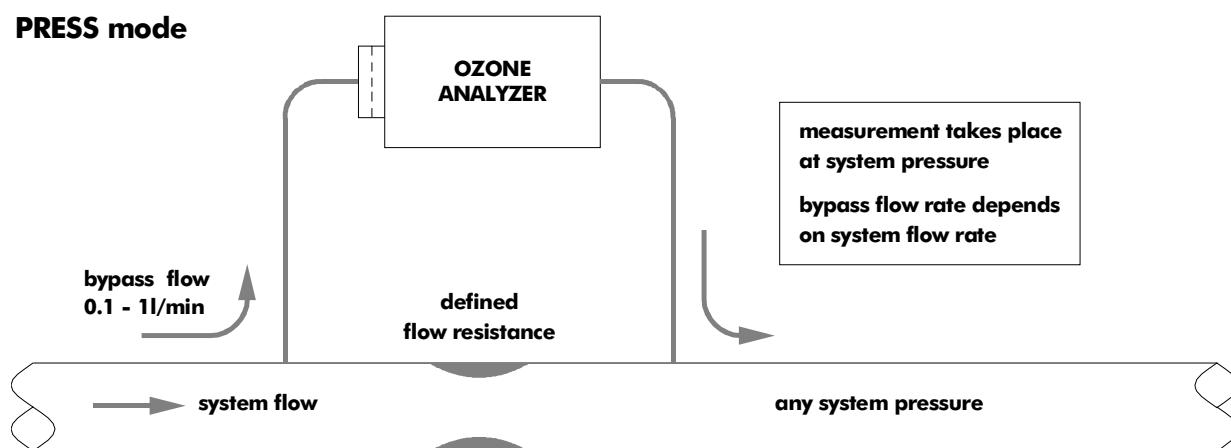 PRESS mode
OZONE
ANALYZER
measurement takes place
at system pressure
bypass flow rate depends
on system flow rate
bypass  flow
0.1 - 1l/min
defined
flow resistance
system flow
any system pressure